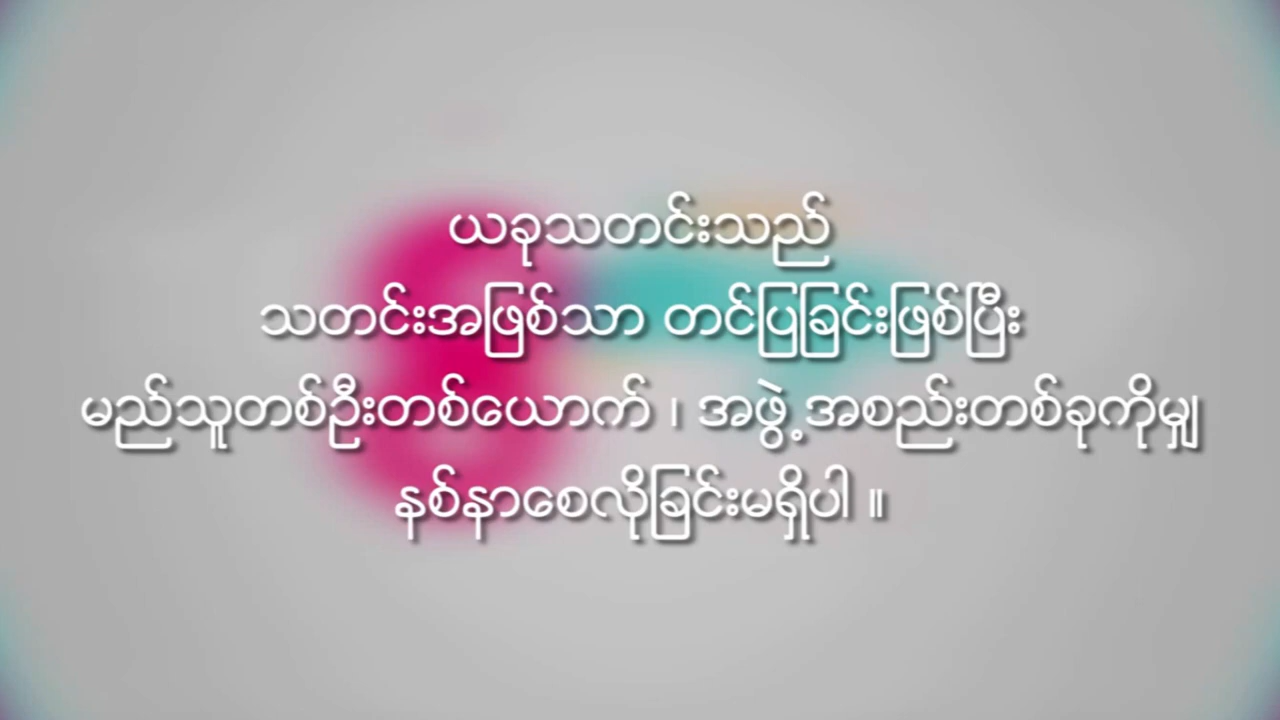 ယခုသတင်းသည်
သတင်းအဖြစ်သာ တင်ပြခြင်းဖြစ်ပြီး
မည်သူတစ်ဦးတစ်ယောက် ၊ အဖွဲ့အစည်းတစ်ခုကိုမျှ
နစ်နာစေလိုခြင်းမရှိပါ ။